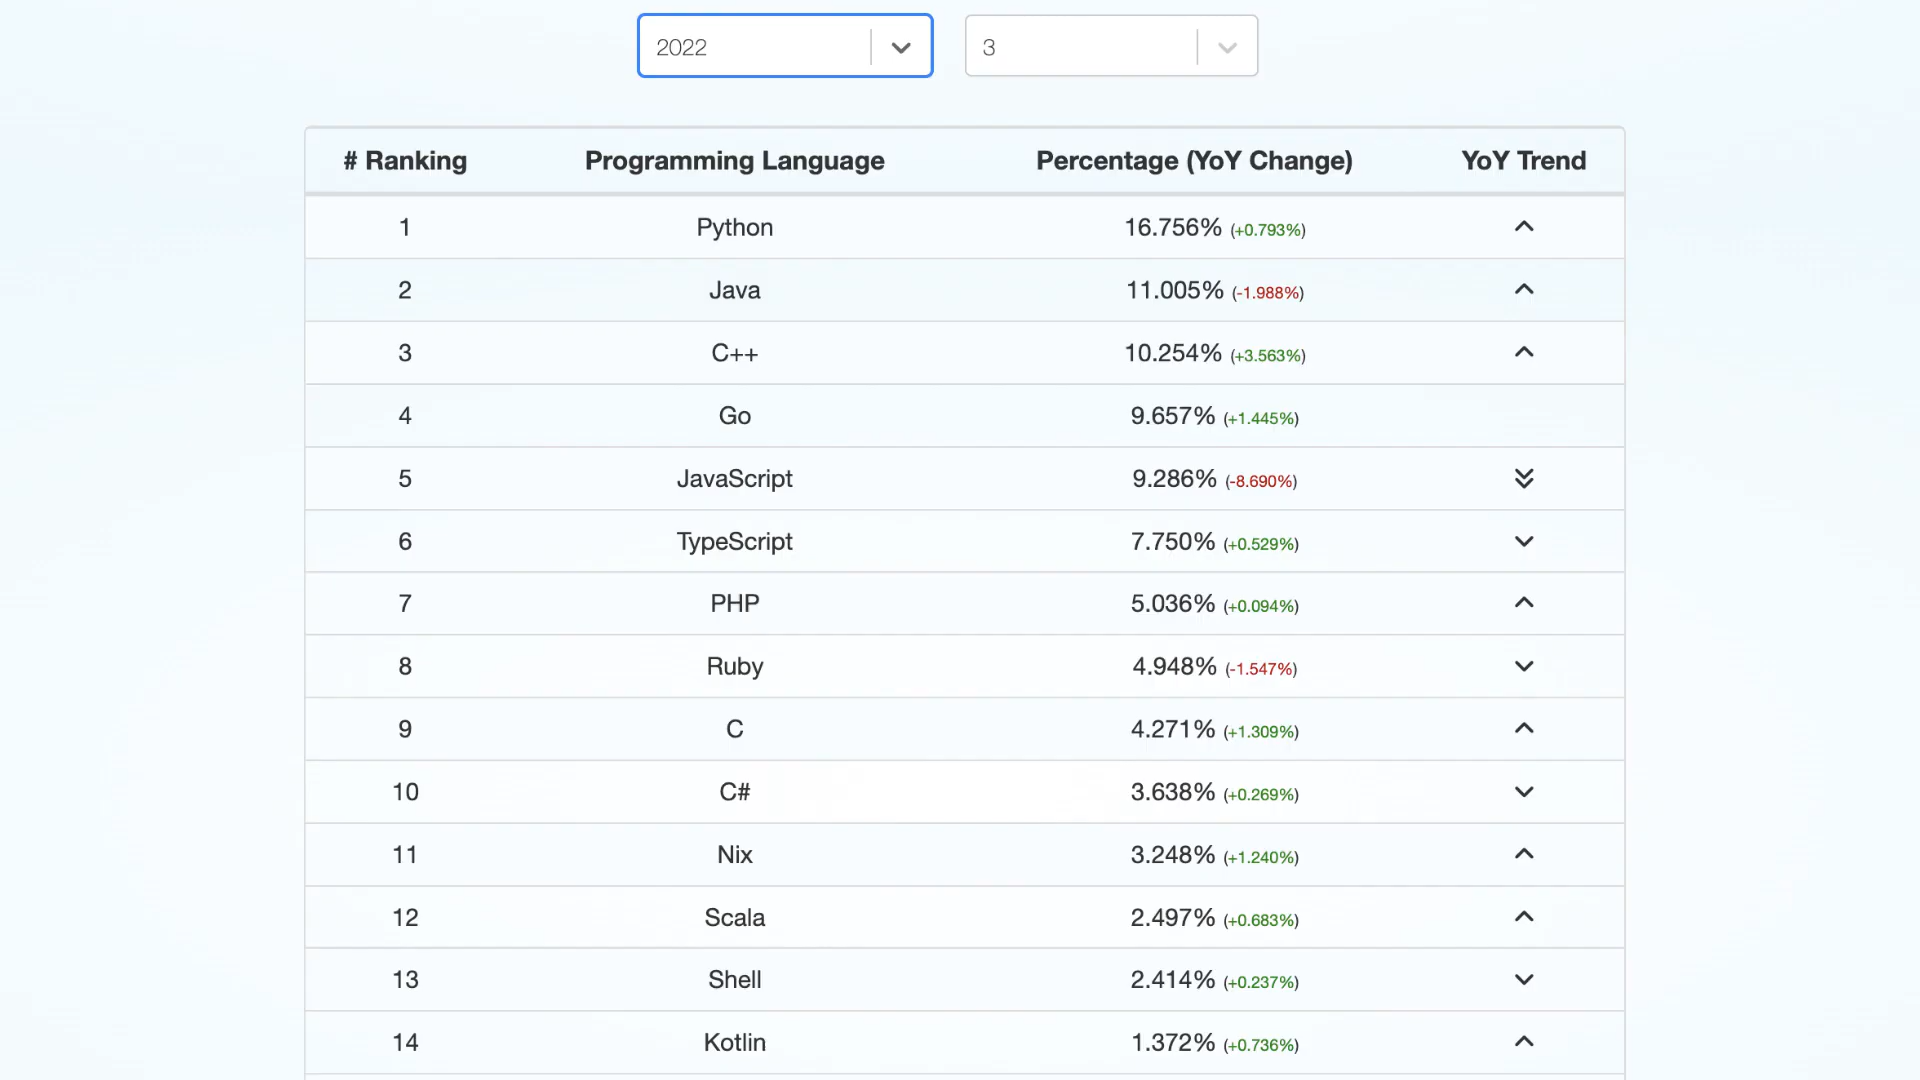 2022 3
# Ranking Programming Language Percentage (YoY Change) YoY Trend
1 Python 16.756% (+0.793%)
2 Java 11.005% (-1.988%)
3 C++ 10.254% (+3.563%)
4 Go 9.657% (+1.445%)
5 JavaScript 9.286% (-8.690%)
6 TypeScript 7.750% (+0.529%)
7 PHP 5.036% (+0.094%)
8 Ruby 4.948% (-1.547%)
9 C 4.271% (+1.309%)
10 C# 3.638% (+0.269%)
11 Nix 3.248% (+1.240%)
12 Scala 2.497% (+0.683%)
13 Shell 2.414% (+0.237%)
14 Kotlin 1.372% (+0.736%)